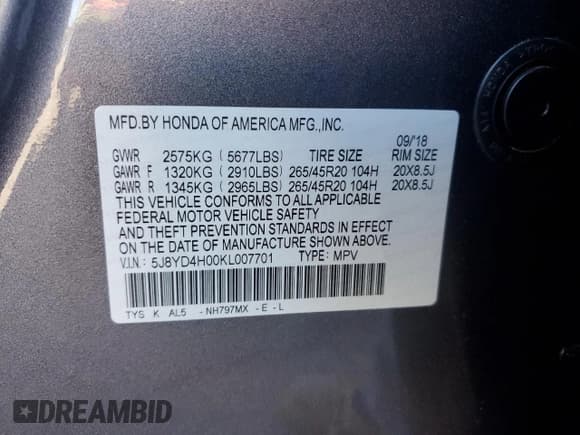 MFD.BY HONDA OF AMERICA MFG.,INC.
09/'18
GVWR 2575KG ( 5677LBS) TIRE SIZE RIM SIZE
GAWR F 1320KG ( 2910LBS) 265/45R20 104H 20X8.5J
GAWR R 1345KG ( 2965LBS) 265/45R20 104H 20X8.5J
THIS VEHICLE CONFORMS TO ALL APPLICABLE
FEDERAL MOTOR VEHICLE SAFETY
AND THEFT PREVENTION STANDARDS IN EFFECT
ON THE DATE OF MANUFACTURE SHOWN ABOVE.
V.I.N.: 5J8YD4H00KL007701 TYPE: MPV
TYS K AL5 - NH797MX - E - L
DREAMBID